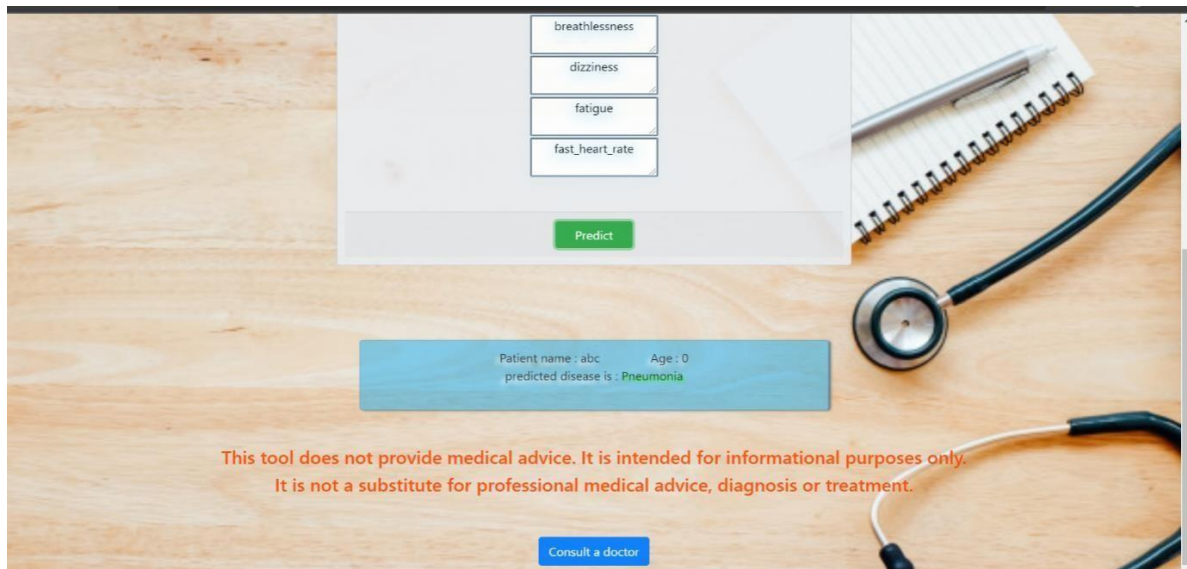 breathlessness
dizziness
fatigue
fast_heart_rate
Predict
Patient name : abc Age : 0
predicted disease is : Pneumonia
This tool does not provide medical advice. It is intended for informational purposes only.
It is not a substitute for professional medical advice, diagnosis or treatment.
Consult a doctor